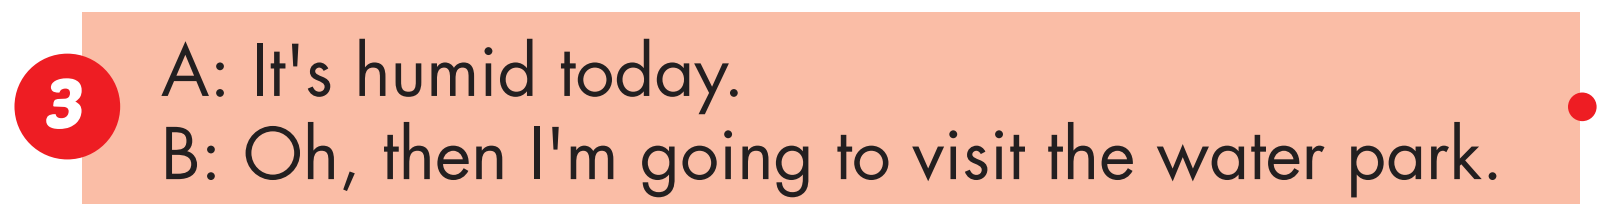 3
A: It's humid today.
B: Oh, then I'm going to visit the water park.